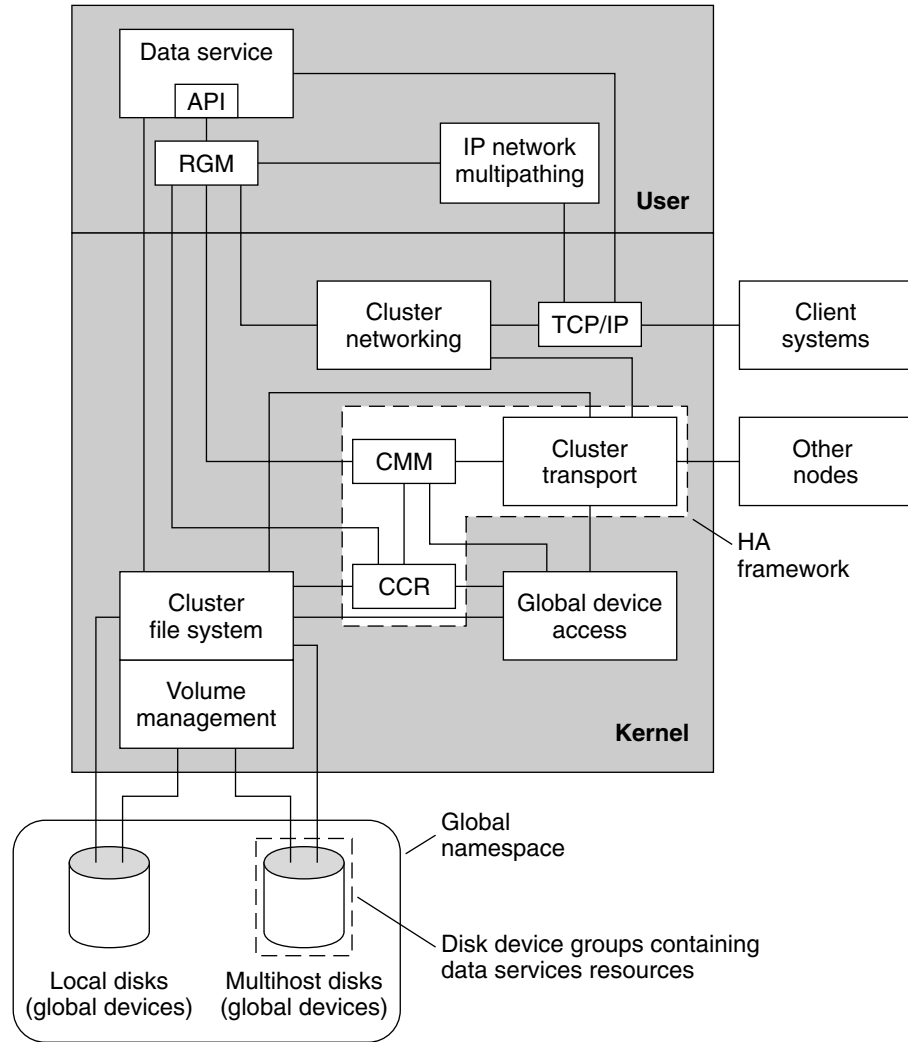 Data service
API
RGM
IP network
multipathing
User
Cluster
networking
TCP/IP
Client
systems
CMM
Cluster
transport
Other
nodes
HA
framework
CCR
Cluster
file system
Global device
access
Volume
management
Kernel
Global
namespace
Disk device groups containing
data services resources
Local disks
(global devices)
Multihost disks
(global devices)